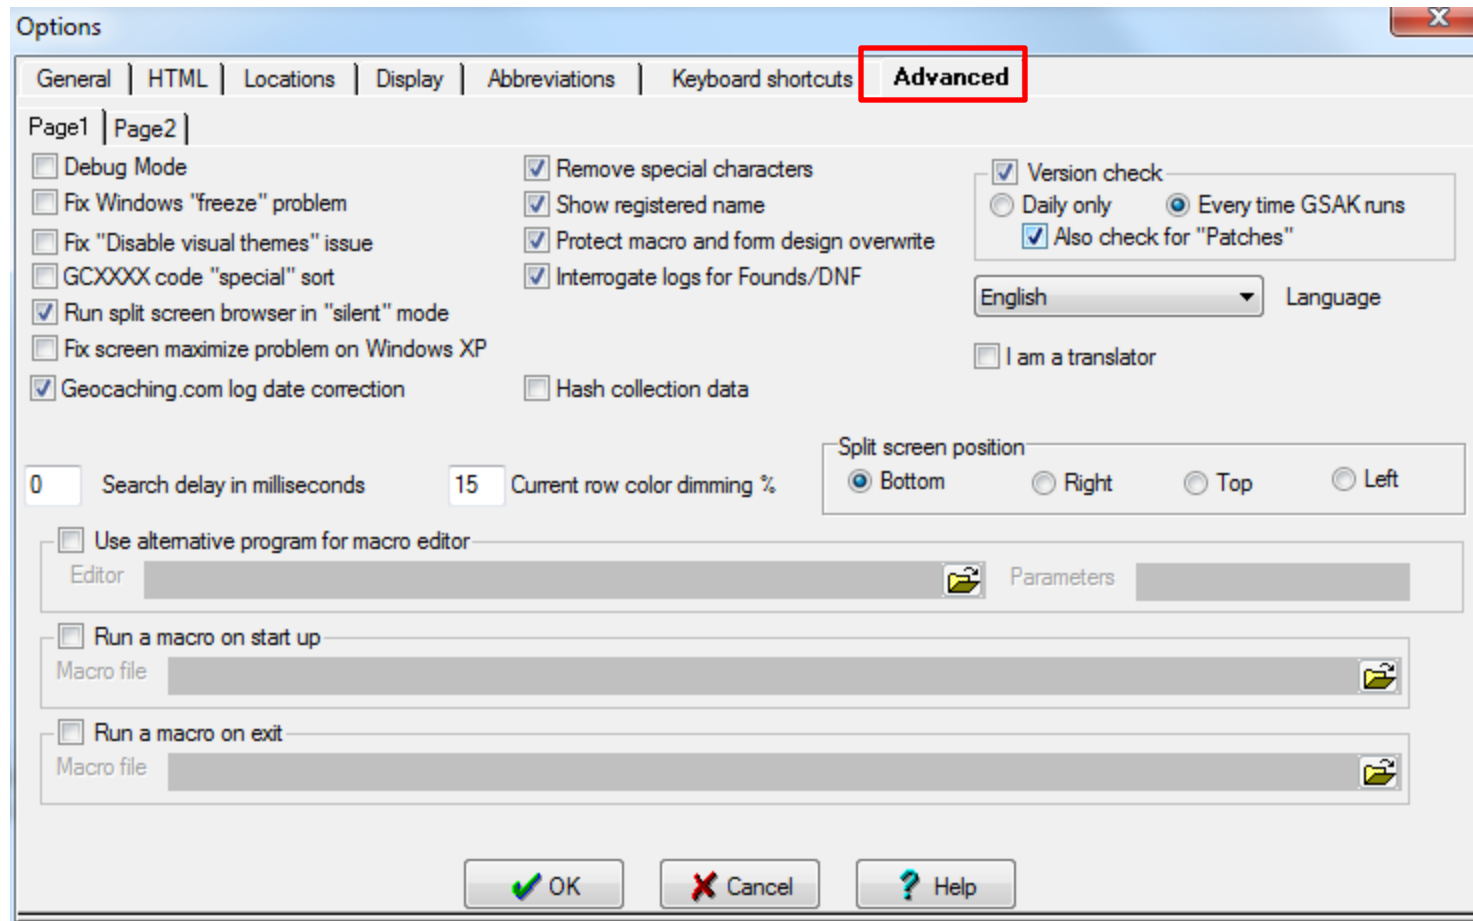 Options
General HTML Locations Display Abbreviations Keyboard shortcuts Advanced
Page1 Page2
Debug Mode
Fix Windows "freeze" problem
Fix "Disable visual themes" issue
GCXXXX code "special" sort
Run split screen browser in "silent" mode
Fix screen maximize problem on Windows XP
Geocaching.com log date correction
Remove special characters
Show registered name
Protect macro and form design overwrite
Interrogate logs for Founds/DNF
Hash collection data
Version check
Daily only Every time GSAK runs
Also check for "Patches"
English Language
I am a translator
0 Search delay in milliseconds 15 Current row color dimming %
Split screen position
Bottom Right Top Left
Use alternative program for macro editor
Editor Parameters
Run a macro on start up
Macro file
Run a macro on exit
Macro file
OK Cancel Help